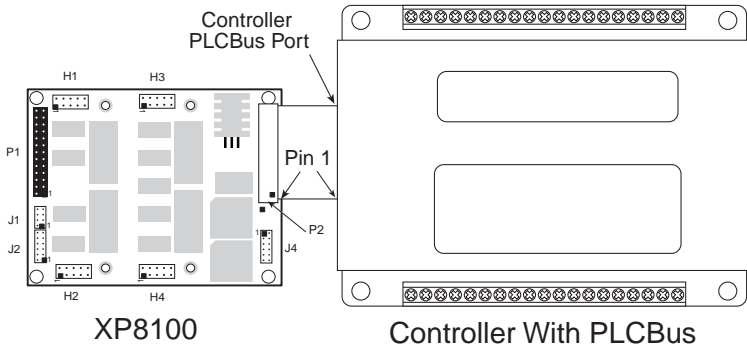 Controller
PLCBus Port
H1
H3
P1
Pin 1
1
J1
1
J2
1
P2
1
J4
H2
H4
XP8100
Controller With PLCBus